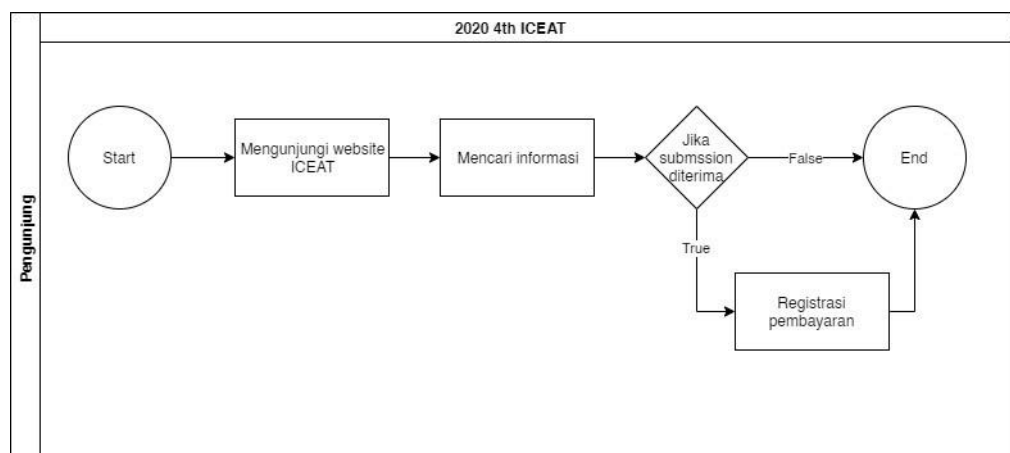 2020 4th ICEAT
Pengunjung
Start
Mengunjungi website
ICEAT
Mencari informasi
Jika
submssion
diterima
False
End
True
Registrasi
pembayaran